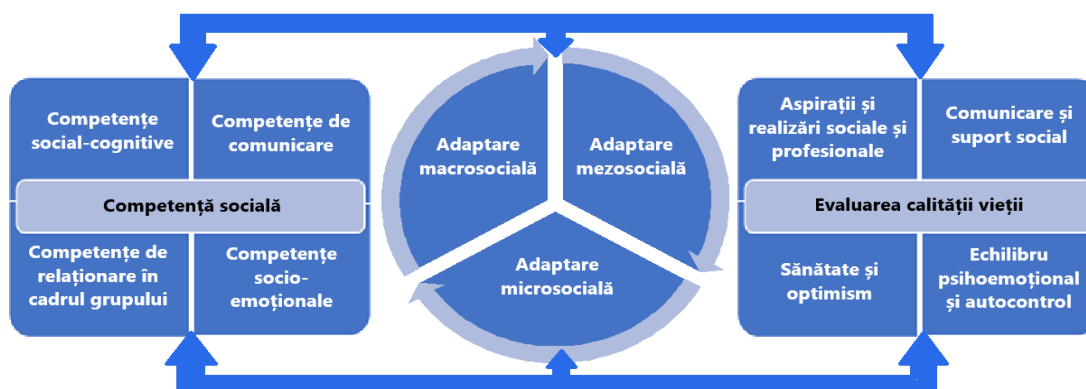 Competențe
social-cognitive
Competențe de
comunicare
Competență socială
Competențe de
relaționare în
cadrul grupului
Competențe
socio-
emoționale
Adaptare
macrosocială
Adaptare
mezosocială
Adaptare
microsocială
Aspirații și
realizări sociale și
profesionale
Comunicare și
suport social
Evaluarea calității vieții
Sănătate și
optimism
Echilibru
psihoemoțional
și autocontrol